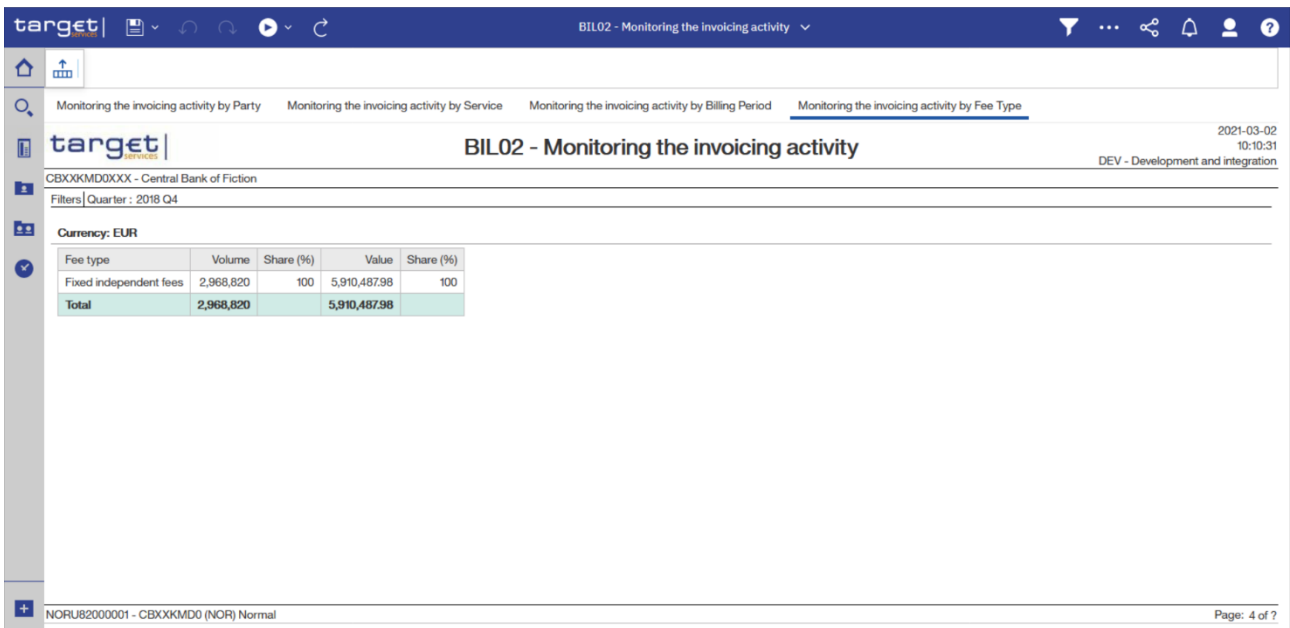 target| services
BIL02 - Monitoring the invoicing activity
Monitoring the invoicing activity by Party Monitoring the invoicing activity by Service Monitoring the invoicing activity by Billing Period Monitoring the invoicing activity by Fee Type
target| services
BIL02 - Monitoring the invoicing activity
2021-03-02
10:10:31
DEV - Development and integration
CBXXKMD0XXX - Central Bank of Fiction
Filters Quarter : 2018 Q4
Currency: EUR
Fee type Volume Share (%) Value Share (%)
Fixed independent fees 2,968,820 100 5,910,487.98 100
Total 2,968,820 5,910,487.98
NORU82000001 - CBXXKMD0 (NOR) Normal Page: 4 of ?